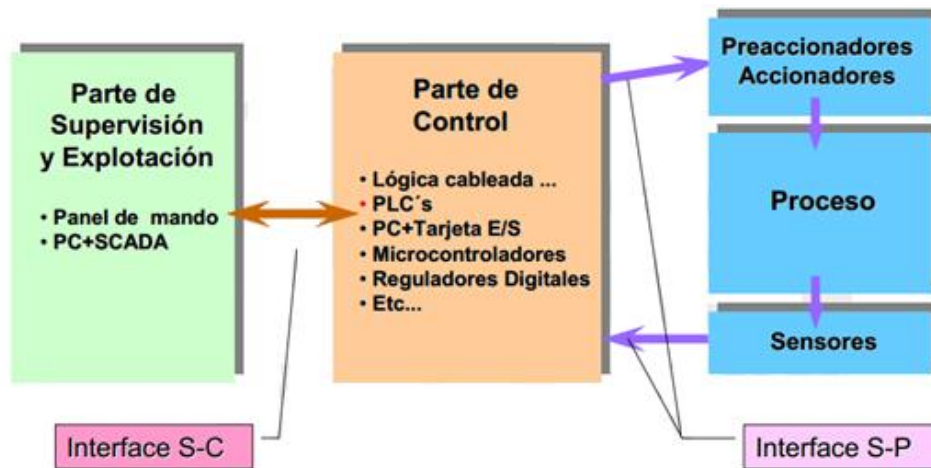 Parte de
Supervisión
y Explotación
• Panel de mando
• PC+SCADA
Parte de
Control
• Lógica cableada ...
• PLC´s
• PC+Tarjeta E/S
• Microcontroladores
• Reguladores Digitales
• Etc...
Preaccionadores
Accionadores
Proceso
Sensores
Interface S-C
Interface S-P